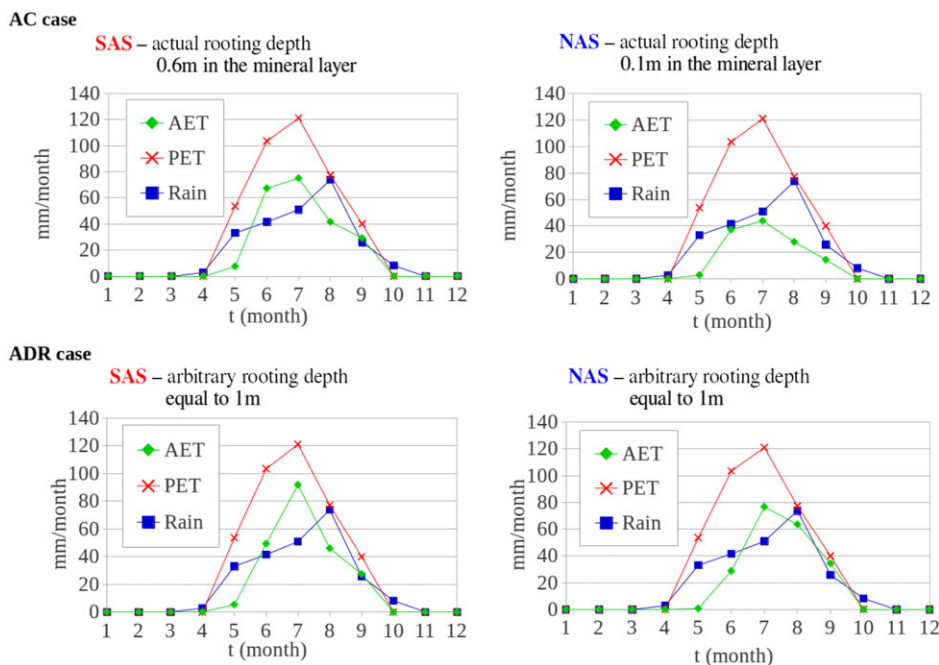 AC case
SAS – actual rooting depth
0.6m in the mineral layer
NAS – actual rooting depth
0.1m in the mineral layer
140
120
100
80
60
40
20
0
mm/month
AET
PET
Rain
1 2 3 4 5 6 7 8 9 10 11 12
t (month)
140
120
100
80
60
40
20
0
mm/month
AET
PET
Rain
1 2 3 4 5 6 7 8 9 10 11 12
t (month)
ADR case
SAS – arbitrary rooting depth
equal to 1m
NAS – arbitrary rooting depth
equal to 1m
140
120
100
80
60
40
20
0
mm/month
AET
PET
Rain
1 2 3 4 5 6 7 8 9 10 11 12
t (month)
140
120
100
80
60
40
20
0
mm/month
AET
PET
Rain
1 2 3 4 5 6 7 8 9 10 11 12
t (month)